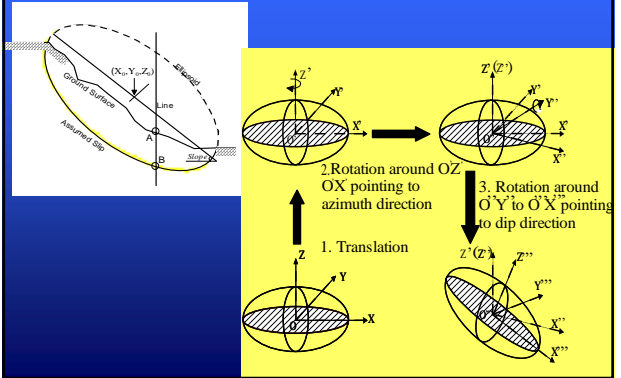 Ellipsoid
(X₀,Y₀,Z₀)
Ground Surface
Line
Assumed Slip
A
B
Slope
Z'
Y'
X'
O'
Z'(Z'')
Y'
Y''
X'
X''
2.Rotation around O'Z'
O'X' pointing to
azimuth direction
3. Rotation around
O''Y''to O''X'''pointing
to dip direction
1. Translation
Z
Y
X
O
Z'(Z'')
Z'''
Y'''
X''
X'''